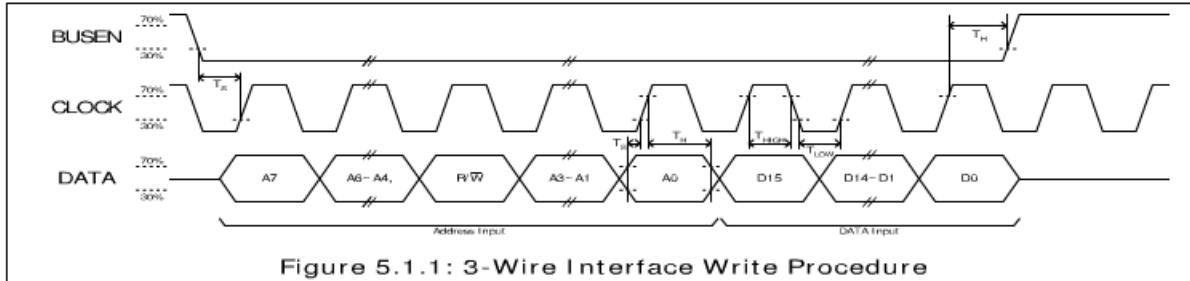 70%
BUSEN
30%
T_H
T_S
70%
CLOCK
30%
T_S T_H T_HIGH T_LOW
70%
DATA A7 A6~A4, R/W̅ A3~A1 A0 D15 D14~D1 D0
30%
Address Input DATA Input
Figure 5.1.1: 3-Wire Interface Write Procedure